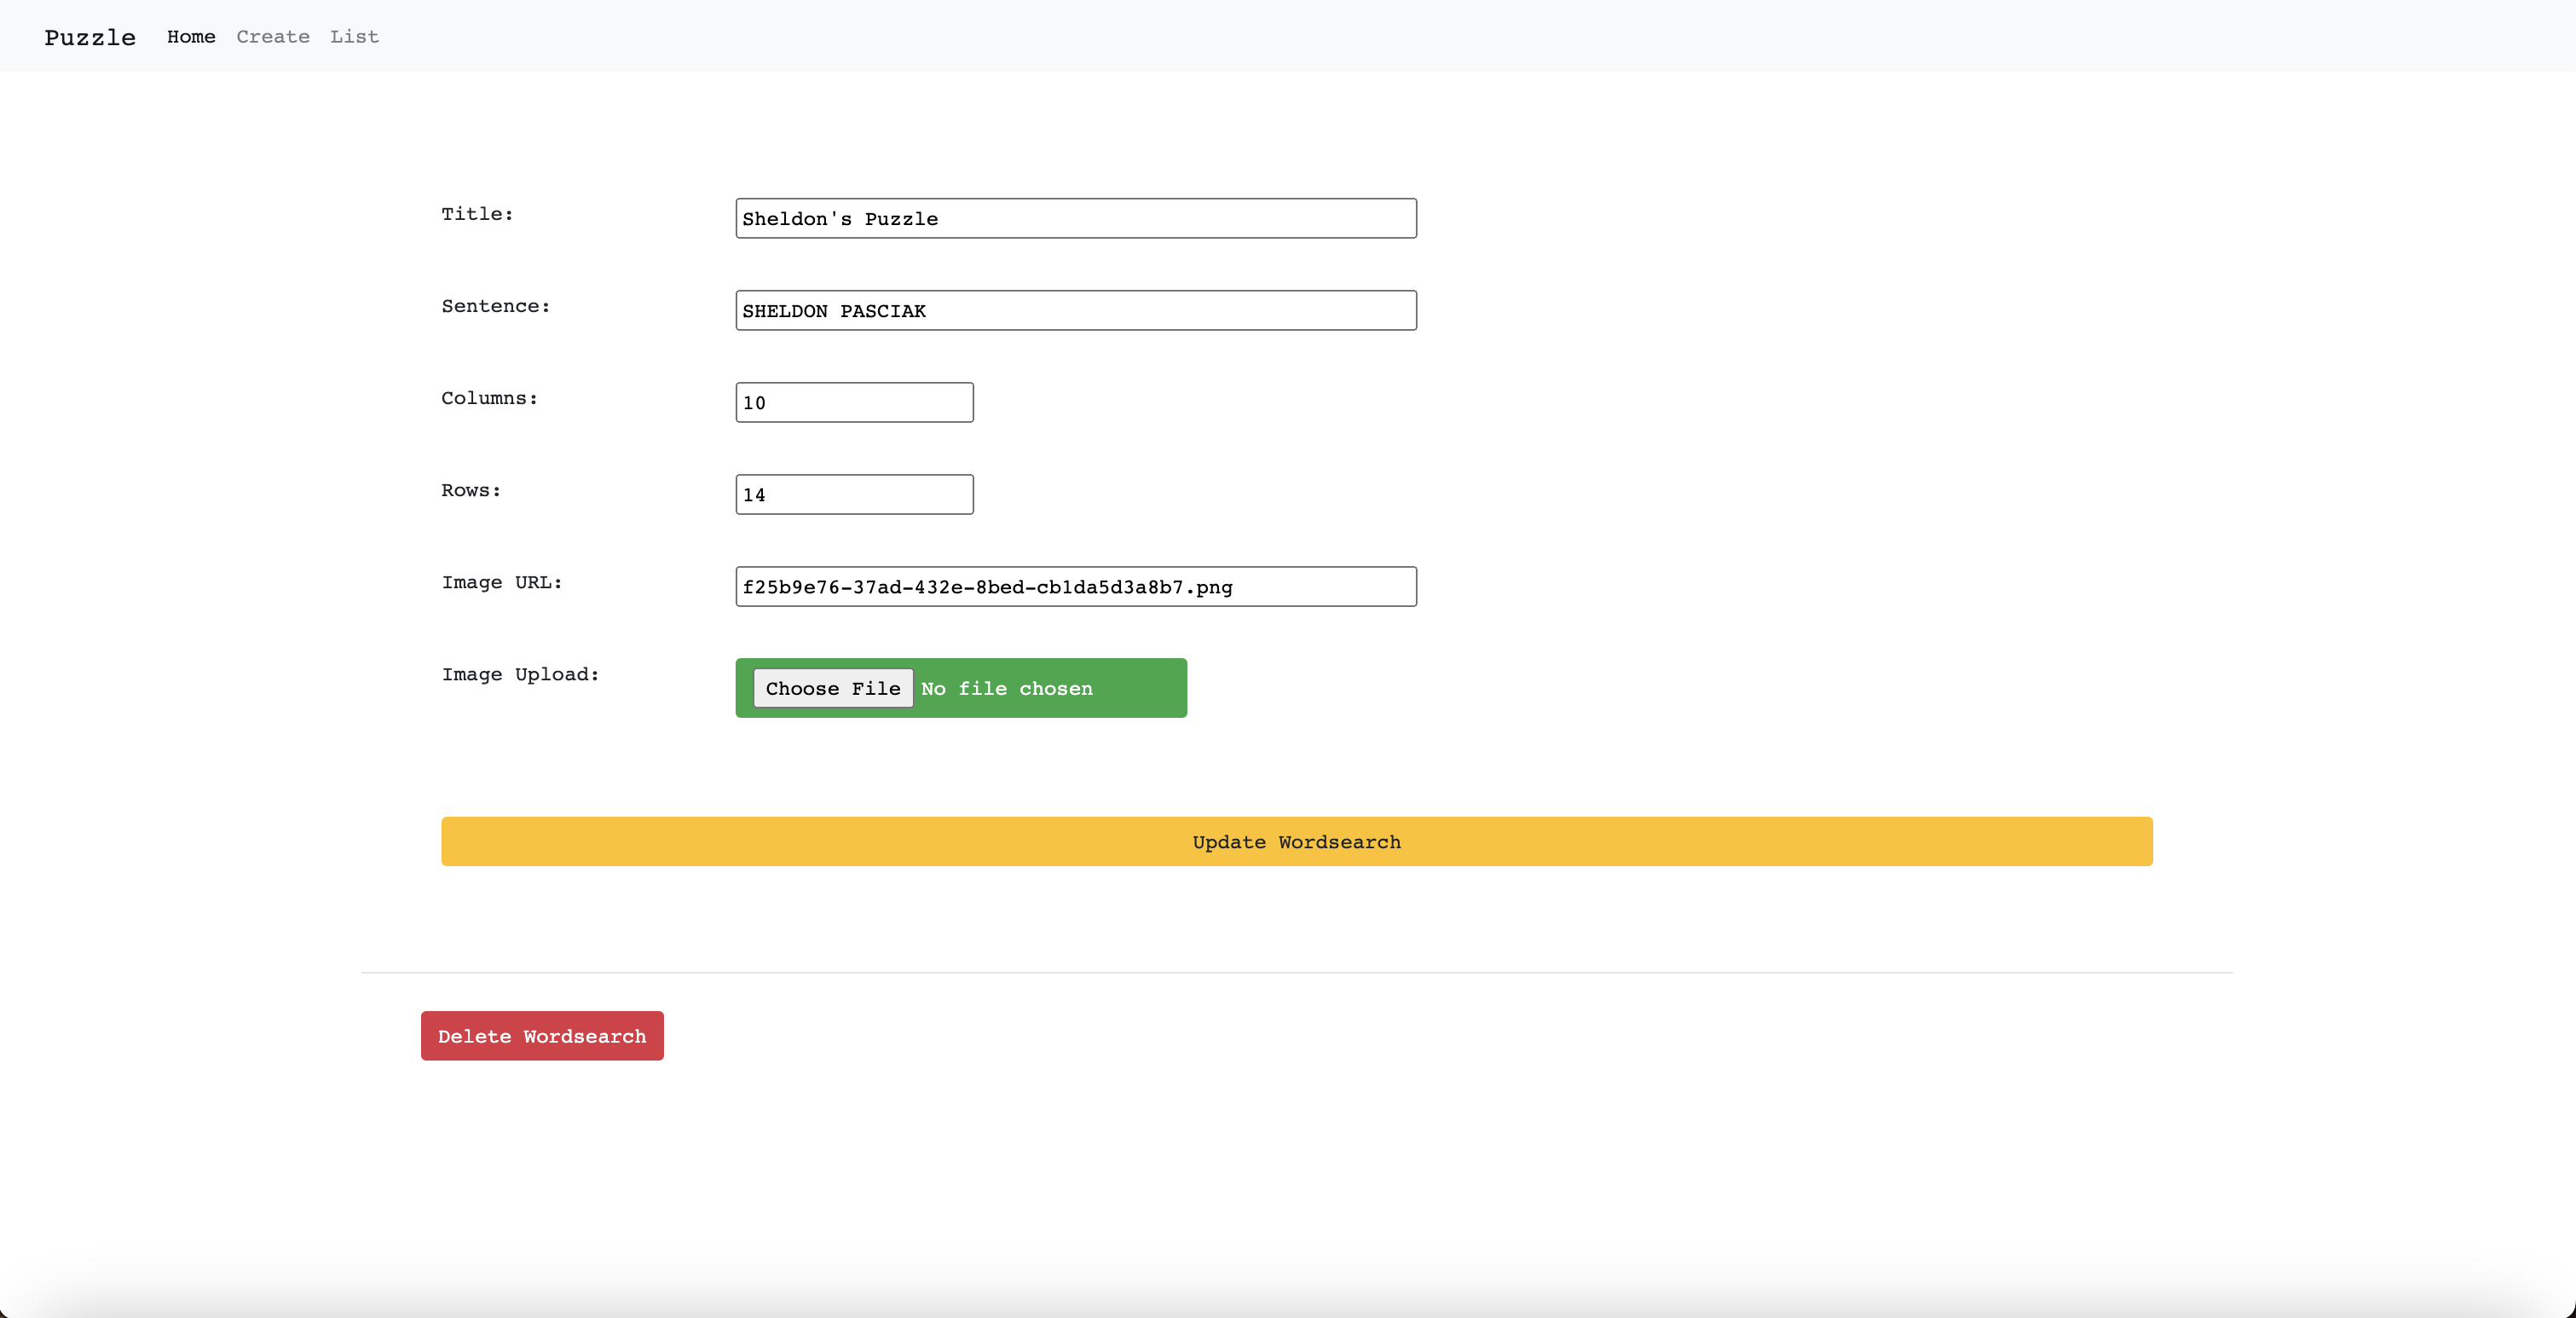 Puzzle Home Create List
Title: Sheldon's Puzzle
Sentence: SHELDON PASCIAK
Columns: 10
Rows: 14
Image URL: f25b9e76-37ad-432e-8bed-cb1da5d3a8b7.png
Image Upload: Choose File No file chosen
Update Wordsearch
Delete Wordsearch